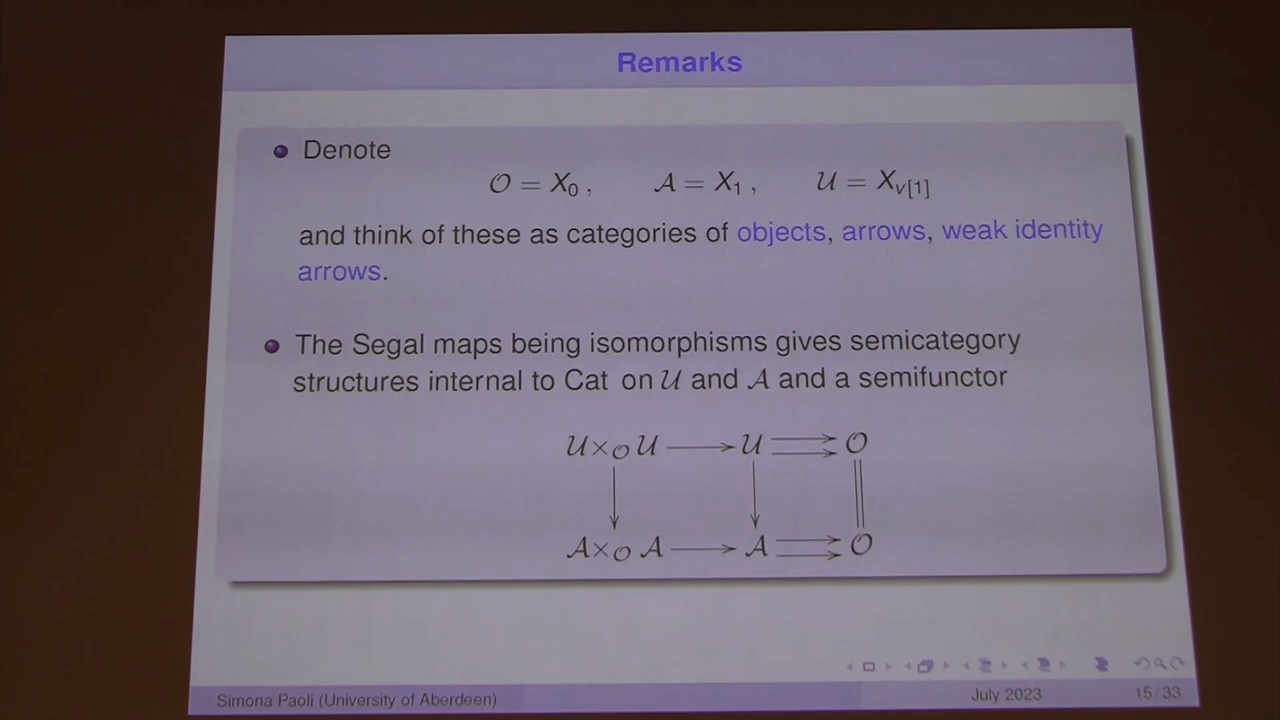 Remarks
Denote
𝒪 = X₀ ,  𝒜 = X₁ ,  𝒰 = X_{v[1]}
and think of these as categories of objects, arrows, weak identity
arrows.
The Segal maps being isomorphisms gives semicategory
structures internal to Cat on 𝒰 and 𝒜 and a semifunctor
𝒰×_𝒪 𝒰 → 𝒰 ⇉ 𝒪
𝒜×_𝒪 𝒜 → 𝒜 ⇉ 𝒪
Simona Paoli (University of Aberdeen)
July 2023
15 / 33